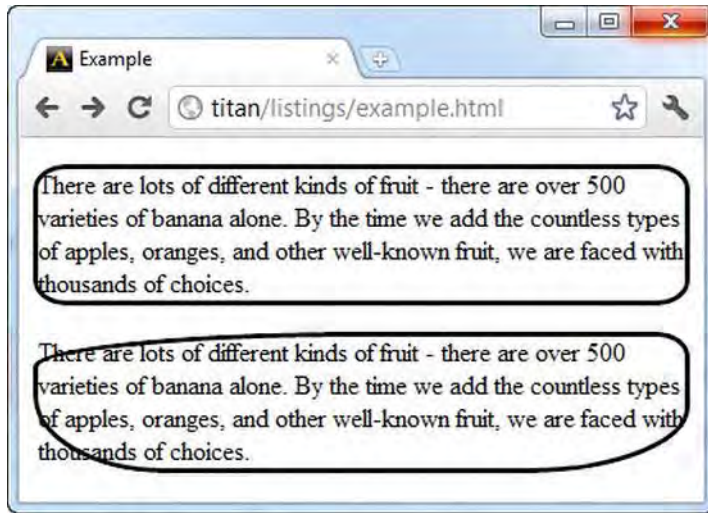 Example
titan/listings/example.html
There are lots of different kinds of fruit - there are over 500
varieties of banana alone. By the time we add the countless types
of apples, oranges, and other well-known fruit, we are faced with
thousands of choices.
There are lots of different kinds of fruit - there are over 500
varieties of banana alone. By the time we add the countless types
of apples, oranges, and other well-known fruit, we are faced with
thousands of choices.